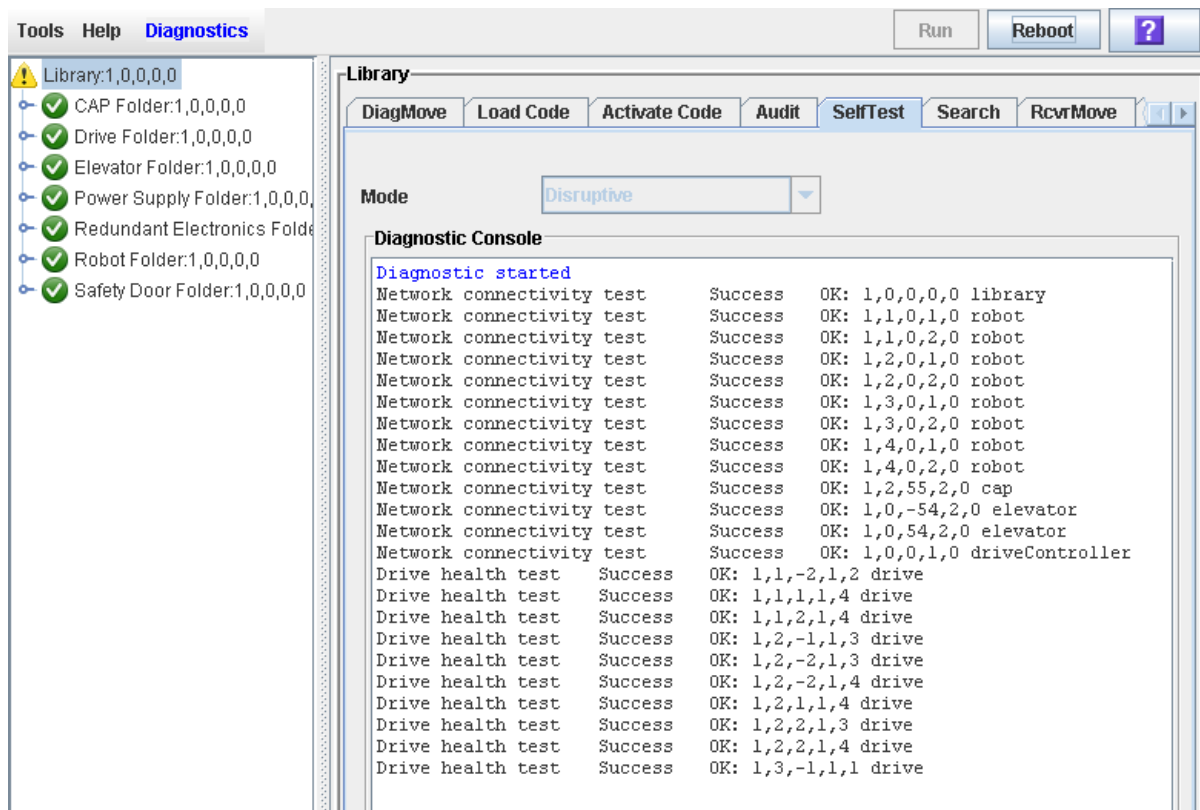 Tools Help Diagnostics
Run Reboot ?
Library:1,0,0,0,0
CAP Folder:1,0,0,0,0
Drive Folder:1,0,0,0,0
Elevator Folder:1,0,0,0,0
Power Supply Folder:1,0,0,0,
Redundant Electronics Folde
Robot Folder:1,0,0,0,0
Safety Door Folder:1,0,0,0,0
Library
DiagMove Load Code Activate Code Audit SelfTest Search RcvrMove
Mode Disruptive
Diagnostic Console
Diagnostic started
Network connectivity test Success OK: 1,0,0,0,0 library
Network connectivity test Success OK: 1,1,0,1,0 robot
Network connectivity test Success OK: 1,1,0,2,0 robot
Network connectivity test Success OK: 1,2,0,1,0 robot
Network connectivity test Success OK: 1,2,0,2,0 robot
Network connectivity test Success OK: 1,3,0,1,0 robot
Network connectivity test Success OK: 1,3,0,2,0 robot
Network connectivity test Success OK: 1,4,0,1,0 robot
Network connectivity test Success OK: 1,4,0,2,0 robot
Network connectivity test Success OK: 1,2,55,2,0 cap
Network connectivity test Success OK: 1,0,-54,2,0 elevator
Network connectivity test Success OK: 1,0,54,2,0 elevator
Network connectivity test Success OK: 1,0,0,1,0 driveController
Drive health test Success OK: 1,1,-2,1,2 drive
Drive health test Success OK: 1,1,1,1,4 drive
Drive health test Success OK: 1,1,2,1,4 drive
Drive health test Success OK: 1,2,-1,1,3 drive
Drive health test Success OK: 1,2,-2,1,3 drive
Drive health test Success OK: 1,2,-2,1,4 drive
Drive health test Success OK: 1,2,1,1,4 drive
Drive health test Success OK: 1,2,2,1,3 drive
Drive health test Success OK: 1,2,2,1,4 drive
Drive health test Success OK: 1,3,-1,1,1 drive